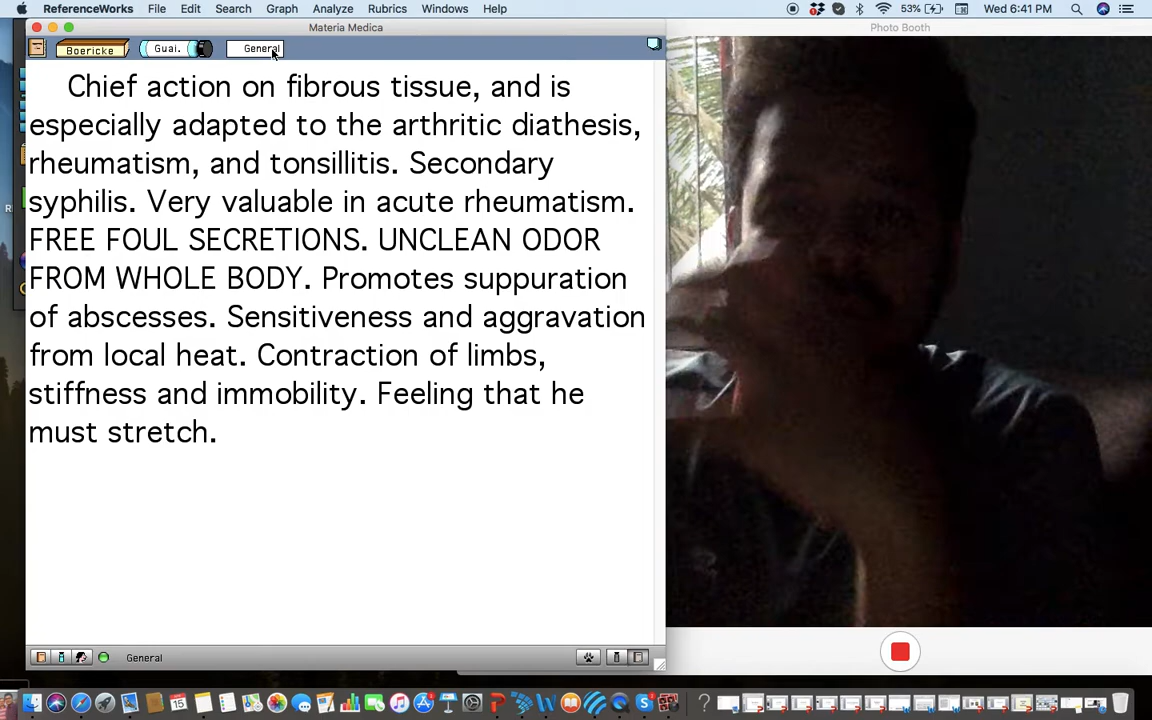 ReferenceWorks File Edit Search Graph Analyze Rubrics Windows Help 53% Wed 6:41 PM
Materia Medica
Photo Booth
Boericke Guai. General
Chief action on fibrous tissue, and is
especially adapted to the arthritic diathesis,
rheumatism, and tonsillitis. Secondary
syphilis. Very valuable in acute rheumatism.
FREE FOUL SECRETIONS. UNCLEAN ODOR
FROM WHOLE BODY. Promotes suppuration
of abscesses. Sensitiveness and aggravation
from local heat. Contraction of limbs,
stiffness and immobility. Feeling that he
must stretch.
General